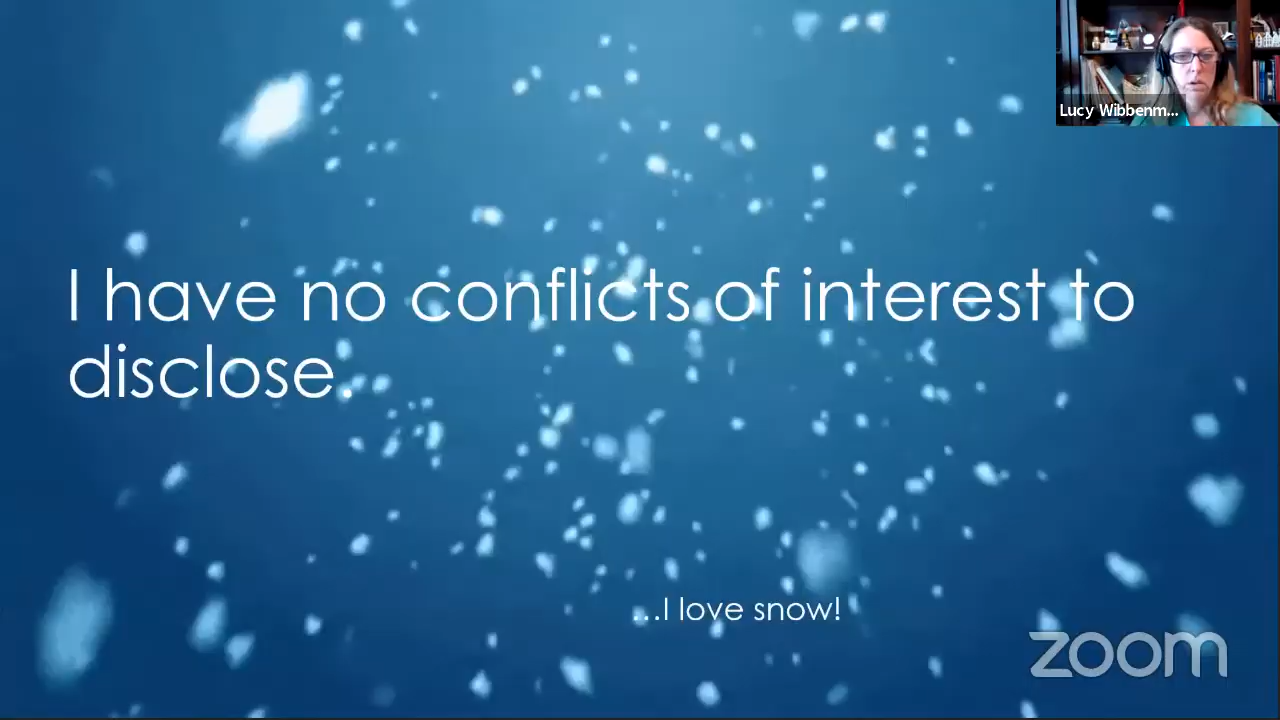 Lucy Wibbenm...
I have no conflicts of interest to
disclose.
...I love snow!
zoom